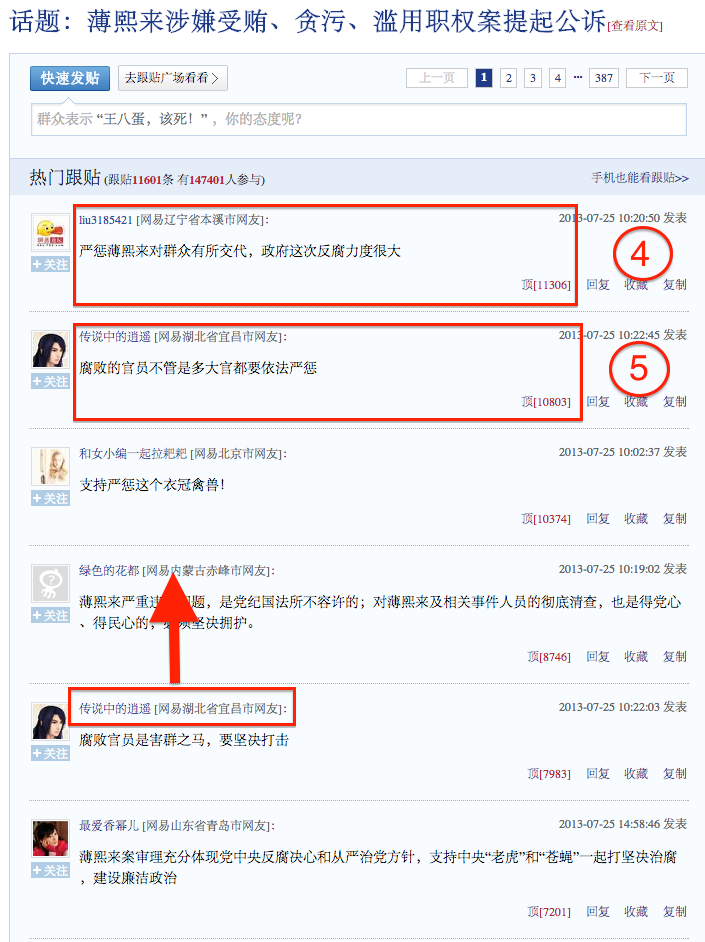 话题：薄熙来涉嫌受贿、贪污、滥用职权案提起公诉[查看原文]
快速发贴 去跟贴广场看看 上一页 1 2 3 4 ... 387 下一页
群众表示 “王八蛋，该死！”，你的态度呢?
热门跟贴 (跟贴11601条 有147401人参与) 手机也能看跟贴>>
liu3185421 [网易辽宁省本溪市网友]: 2013-07-25 10:20:50 发表
严惩薄熙来对群众有所交代，政府这次反腐力度很大
4
+关注
顶[11306] 回复 收藏 复制
传说中的逍遥 [网易湖北省宜昌市网友]: 2013-07-25 10:22:45 发表
腐败的官员不管是多大官都要依法严惩
5
+关注
顶[10803] 回复 收藏 复制
和女小编一起拉耙耙 [网易北京市网友]: 2013-07-25 10:02:37 发表
支持严惩这个衣冠禽兽！
+关注
顶[10374] 回复 收藏 复制
绿色的花都 [网易内蒙古赤峰市网友]: 2013-07-25 10:19:02 发表
薄熙来严重违 题，是党纪国法所不容许的；对薄熙来及相关事件人员的彻底清查，也是得党心
+关注
、得民心的， 须坚决拥护。
顶[8746] 回复 收藏 复制
传说中的逍遥 [网易湖北省宜昌市网友]: 2013-07-25 10:22:03 发表
腐败官员是害群之马，要坚决打击
+关注
顶[7983] 回复 收藏 复制
最爱香幂儿 [网易山东省青岛市网友]: 2013-07-25 14:58:46 发表
薄熙来案审理充分体现党中央反腐决心和从严治党方针，支持中央“老虎”和“苍蝇”一起打坚决治腐
+关注
，建设廉洁政治
顶[7201] 回复 收藏 复制